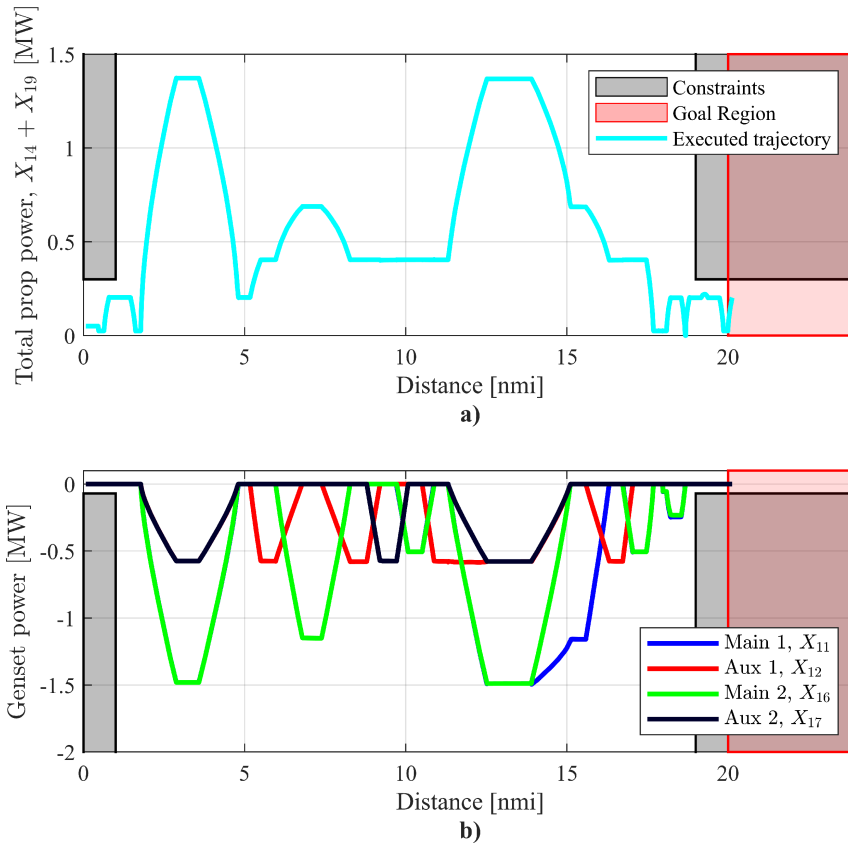 Total prop power, X14 + X19 [MW]
1.5
1
0.5
0
Constraints
Goal Region
Executed trajectory
0 5 10 15 20
Distance [nmi]
a)
Genset power [MW]
0
-0.5
-1
-1.5
-2
Main 1, X11
Aux 1, X12
Main 2, X16
Aux 2, X17
0 5 10 15 20
Distance [nmi]
b)